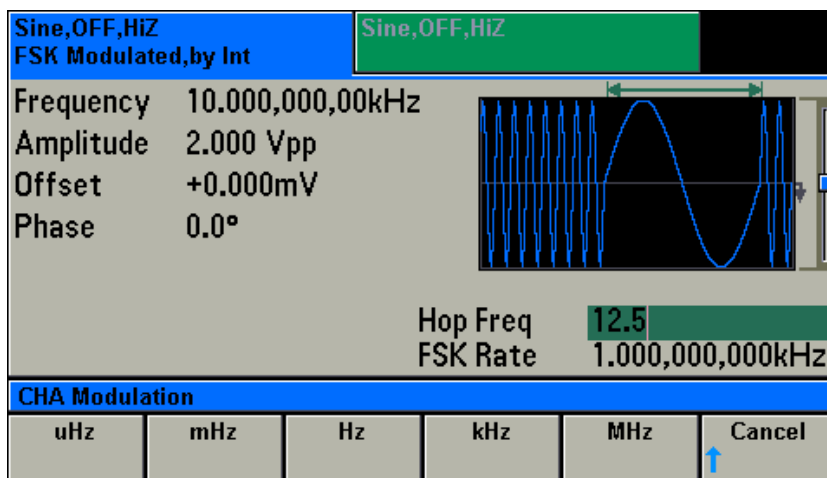 Sine,OFF,HiZ
FSK Modulated,by Int
Sine,OFF,HiZ
Frequency 10.000,000,00kHz
Amplitude 2.000 Vpp
Offset +0.000mV
Phase 0.0°
Hop Freq 12.5
FSK Rate 1.000,000,000kHz
CHA Modulation
uHz mHz Hz kHz MHz Cancel